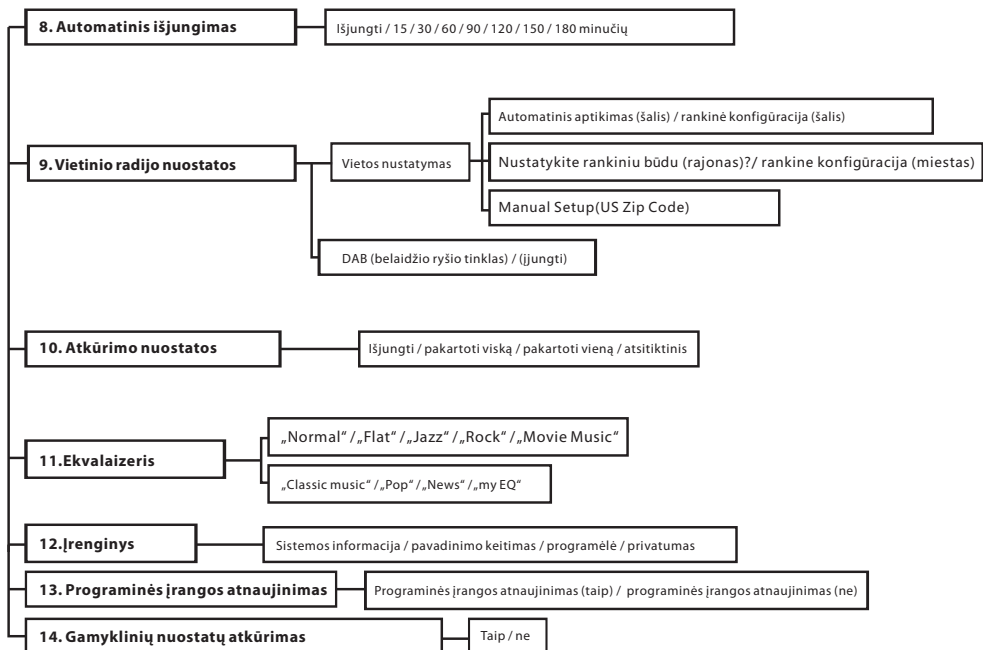 8. Automatinis išjungimas
Išjungti / 15 / 30 / 60 / 90 / 120 / 150 / 180 minučių
9. Vietinio radijo nuostatos
Vietos nustatymas
Automatinis aptikimas (šalis) / rankinė konfigūracija (šalis)
Nustatykite rankiniu būdu (rajonas)?/ rankine konfigūracija (miestas)
Manual Setup(US Zip Code)
DAB (belaidžio ryšio tinklas) / (įjungti)
10. Atkūrimo nuostatos
Išjungti / pakartoti viską / pakartoti vieną / atsitiktinis
11.Ekvalaizeris
„Normal“ /„Flat“ /„Jazz“ /„Rock“ /„Movie Music“
„Classic music“ /„Pop“ /„News“ /„my EQ“
12.Įrenginys
Sistemos informacija / pavadinimo keitimas / programėlė / privatumas
13. Programinės įrangos atnaujinimas
Programinės įrangos atnaujinimas (taip) / programinės įrangos atnaujinimas (ne)
14. Gamyklinių nuostatų atkūrimas
Taip / ne